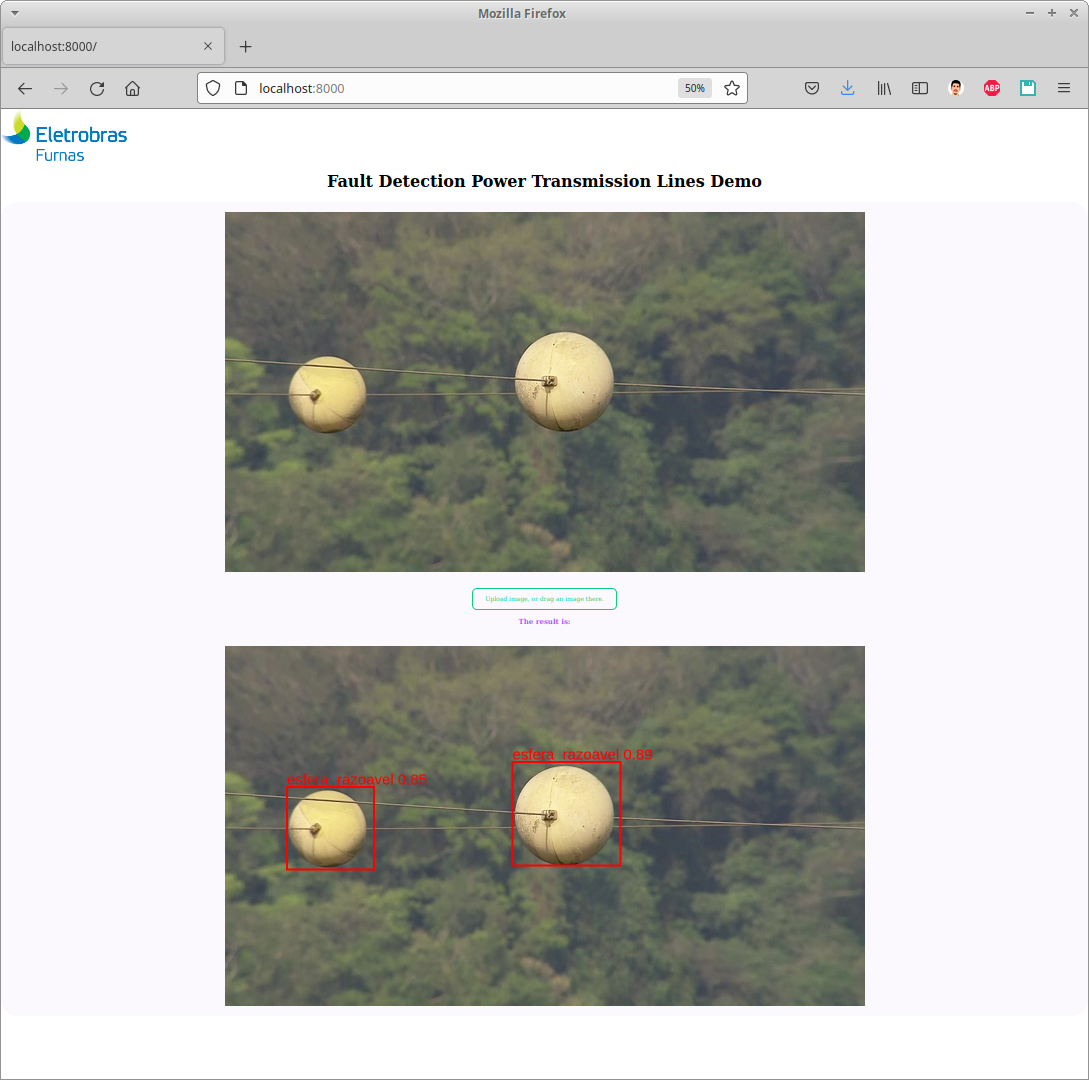 Mozilla Firefox
localhost:8000/
localhost:8000
50%
ABP
Eletrobras
Furnas
Fault Detection Power Transmission Lines Demo
Upload image, or drag an image there.
The result is:
esfera_razoavel 0.89
esfera_razoavel 0.85